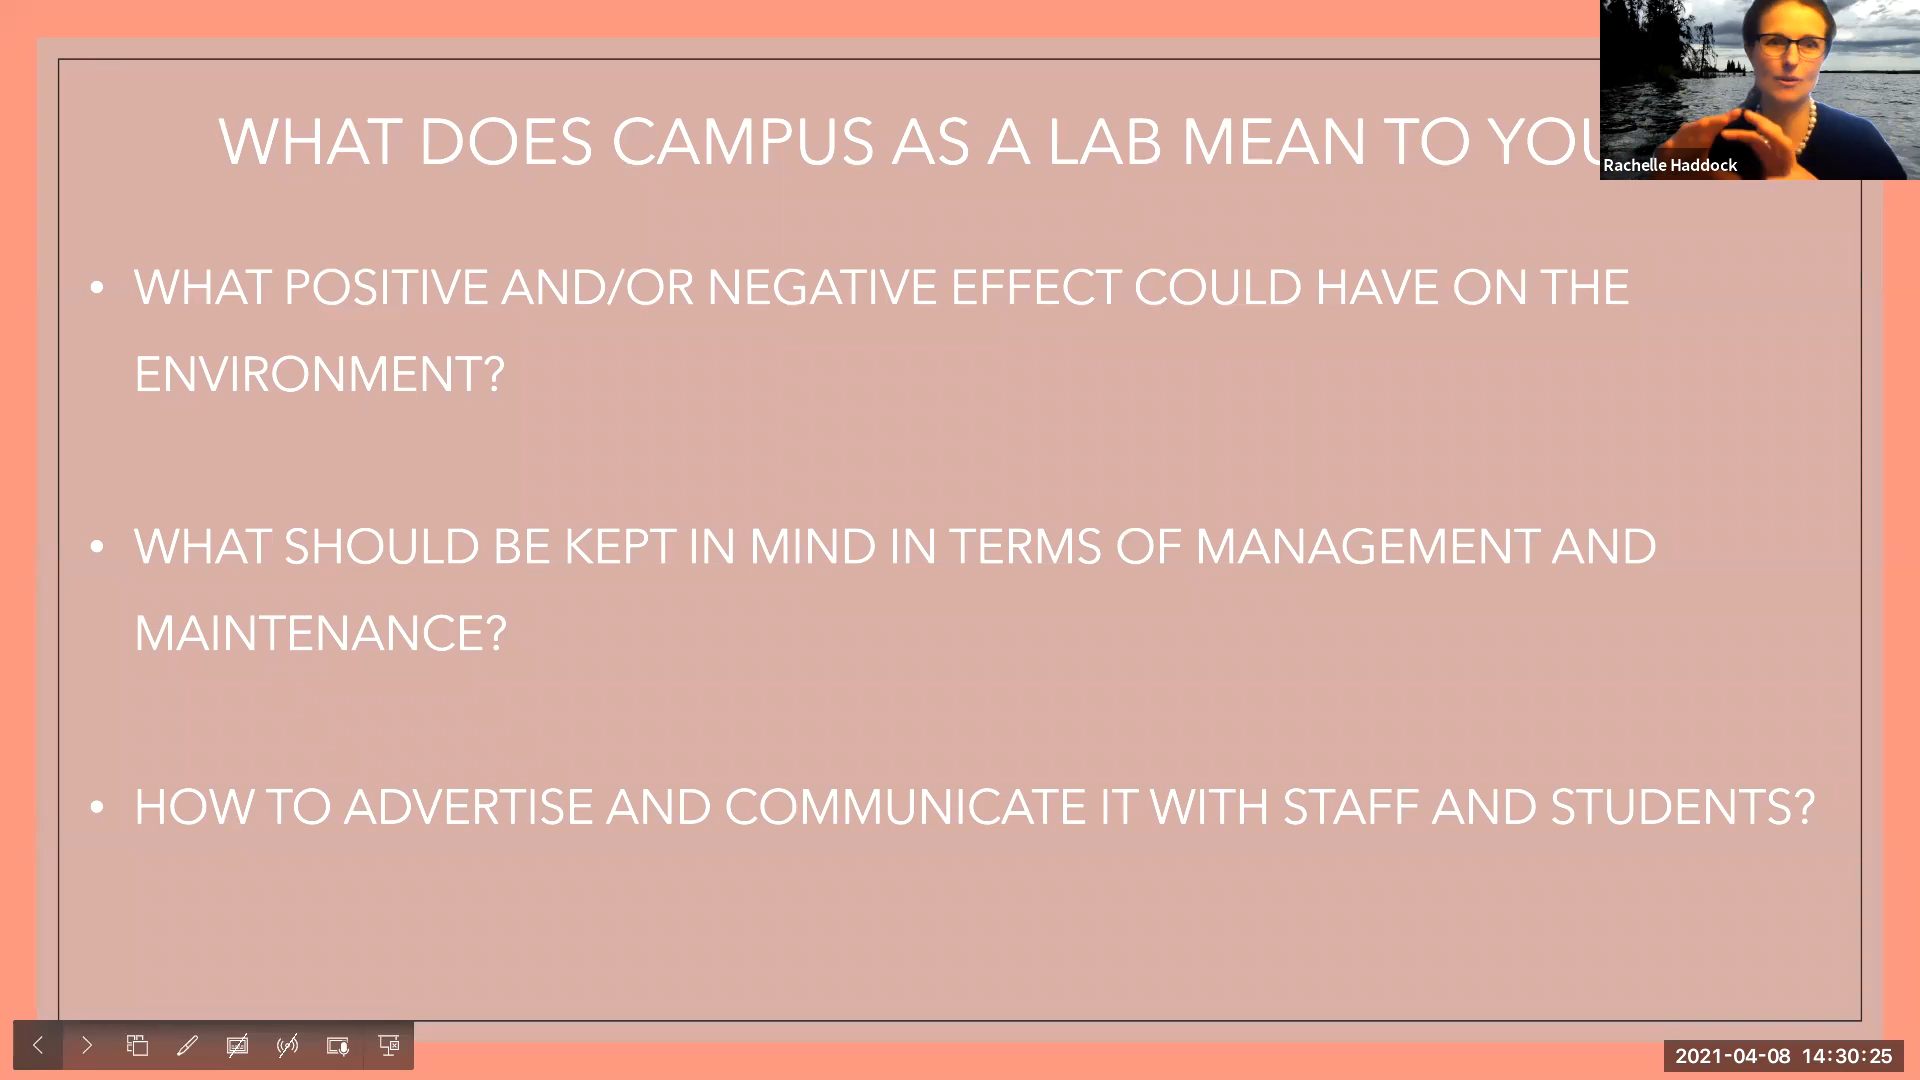 WHAT DOES CAMPUS AS A LAB MEAN TO YOU
Rachelle Haddock
• WHAT POSITIVE AND/OR NEGATIVE EFFECT COULD HAVE ON THE
ENVIRONMENT?
• WHAT SHOULD BE KEPT IN MIND IN TERMS OF MANAGEMENT AND
MAINTENANCE?
• HOW TO ADVERTISE AND COMMUNICATE IT WITH STAFF AND STUDENTS?
2021-04-08 14:30:25